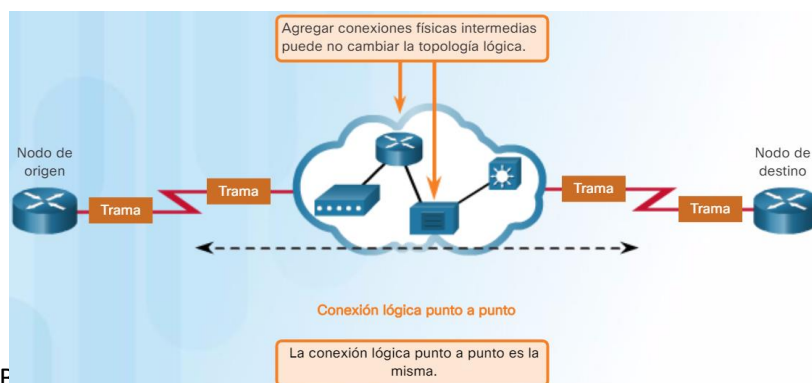 Agregar conexiones físicas intermedias
puede no cambiar la topología lógica.
Nodo de
origen
Nodo de
destino
Trama
Trama
Trama
Trama
Conexión lógica punto a punto
La conexión lógica punto a punto es la
misma.